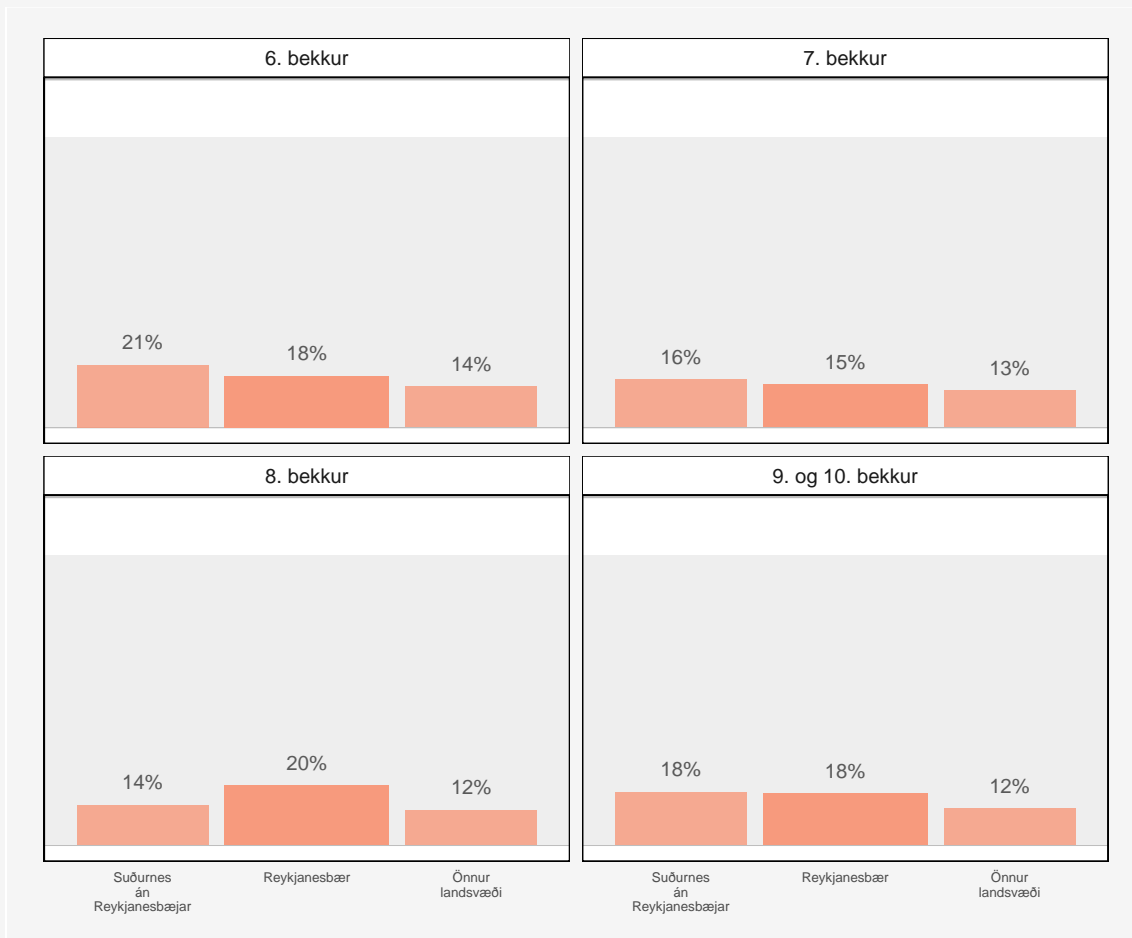 6. bekkur
7. bekkur
21%
18%
14%
16%
15%
13%
8. bekkur
9. og 10. bekkur
14%
20%
12%
18%
18%
12%
Suðurnes
án
Reykjanesbæjar
Reykjanesbær
Önnur
landsvæði
Suðurnes
án
Reykjanesbæjar
Reykjanesbær
Önnur
landsvæði